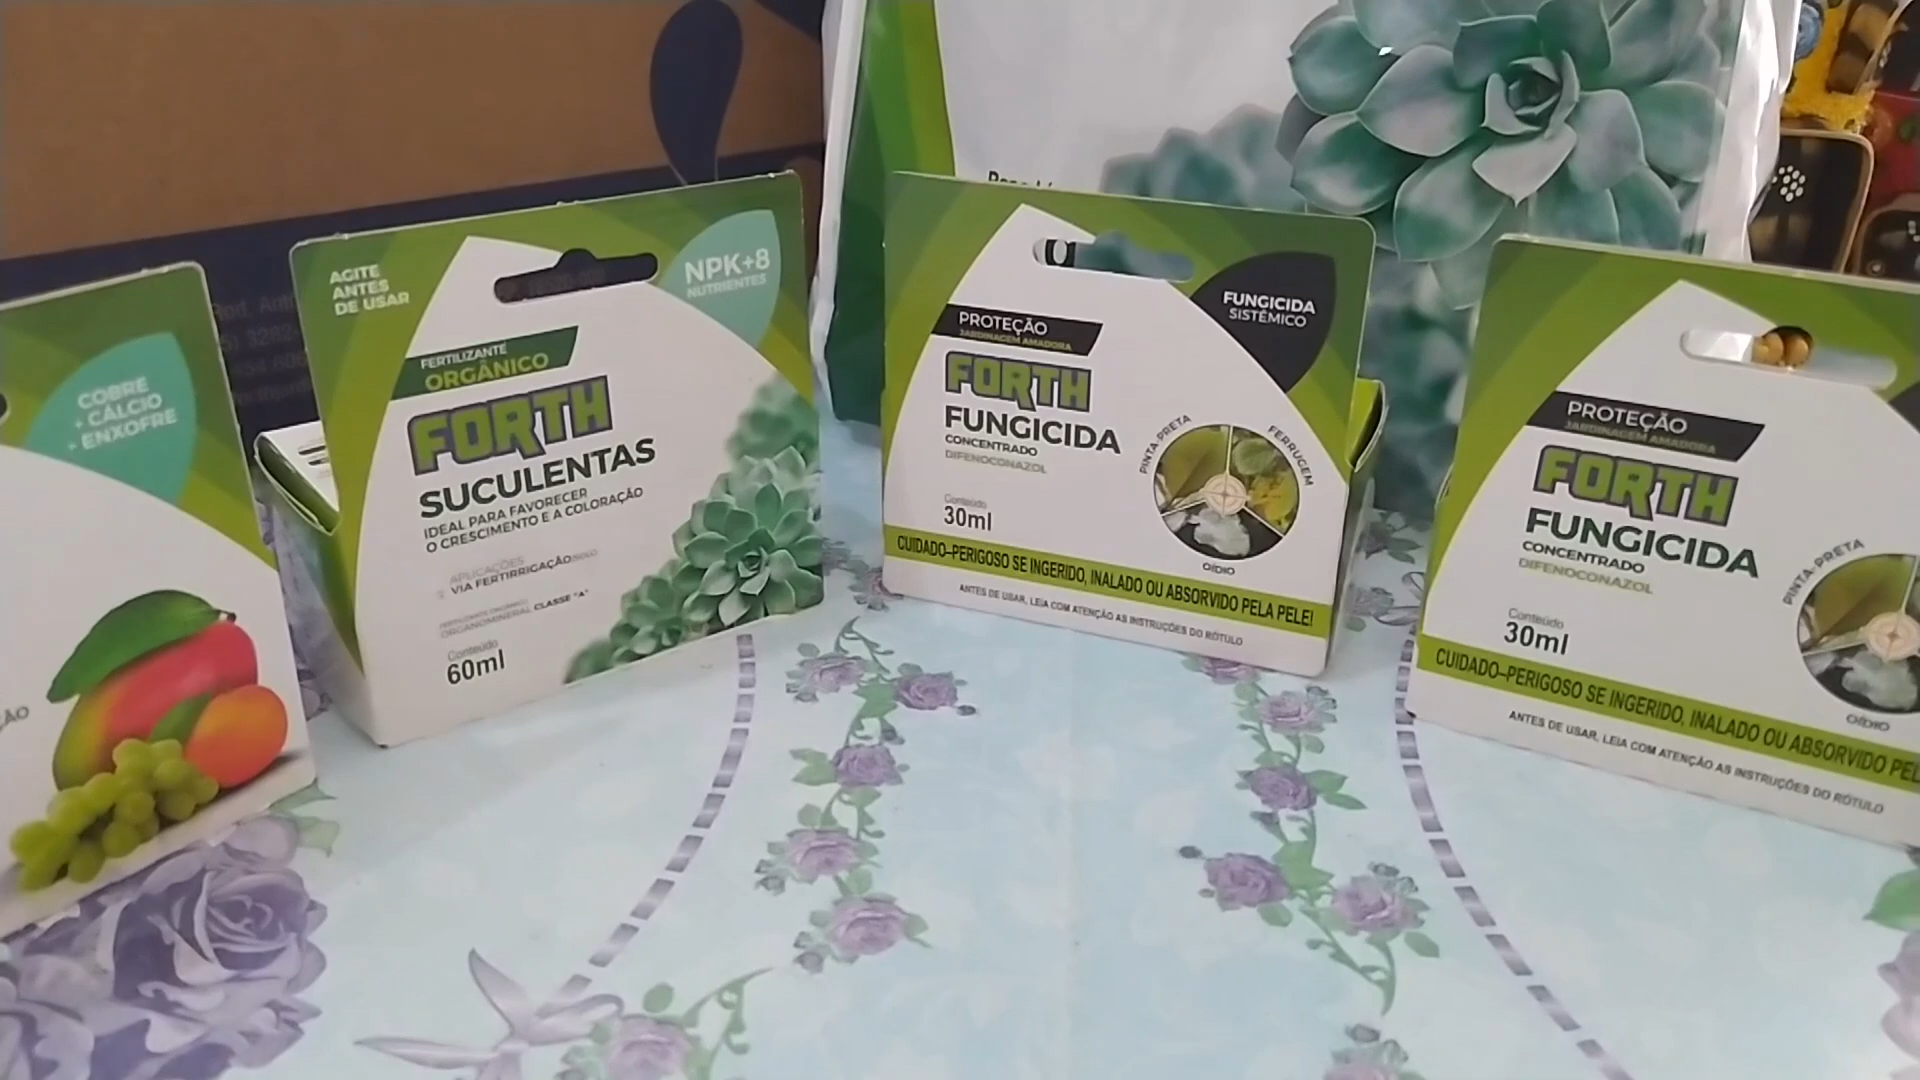 COBRE
+ CÁLCIO
+ ENXOFRE
AGITE
ANTES
DE USAR
NPK+8
NUTRIENTES
FERTILIZANTE
ORGÂNICO
FORTH
SUCULENTAS
IDEAL PARA FAVORECER
O CRESCIMENTO E A COLORAÇÃO
APLICAÇÕES
VIA FERTIRRIGAÇÃO
ORGANOMINERAL CLASSE "A"
Conteúdo
60ml
FUNGICIDA
SISTÊMICO
PROTEÇÃO
JARDINAGEM AMADORA
FORTH
FUNGICIDA
CONCENTRADO
DIFENOCONAZOL
PINTA-PRETA
FERRUGEM
OÍDIO
Conteúdo
30ml
CUIDADO–PERIGOSO SE INGERIDO, INALADO OU ABSORVIDO PELA PELE!
ANTES DE USAR, LEIA COM ATENÇÃO AS INSTRUÇÕES DO RÓTULO
PROTEÇÃO
JARDINAGEM AMADORA
FORTH
FUNGICIDA
CONCENTRADO
DIFENOCONAZOL
PINTA-PRETA
OÍDIO
Conteúdo
30ml
CUIDADO–PERIGOSO SE INGERIDO, INALADO OU ABSORVIDO PEL
ANTES DE USAR, LEIA COM ATENÇÃO AS INSTRUÇÕES DO RÓTULO